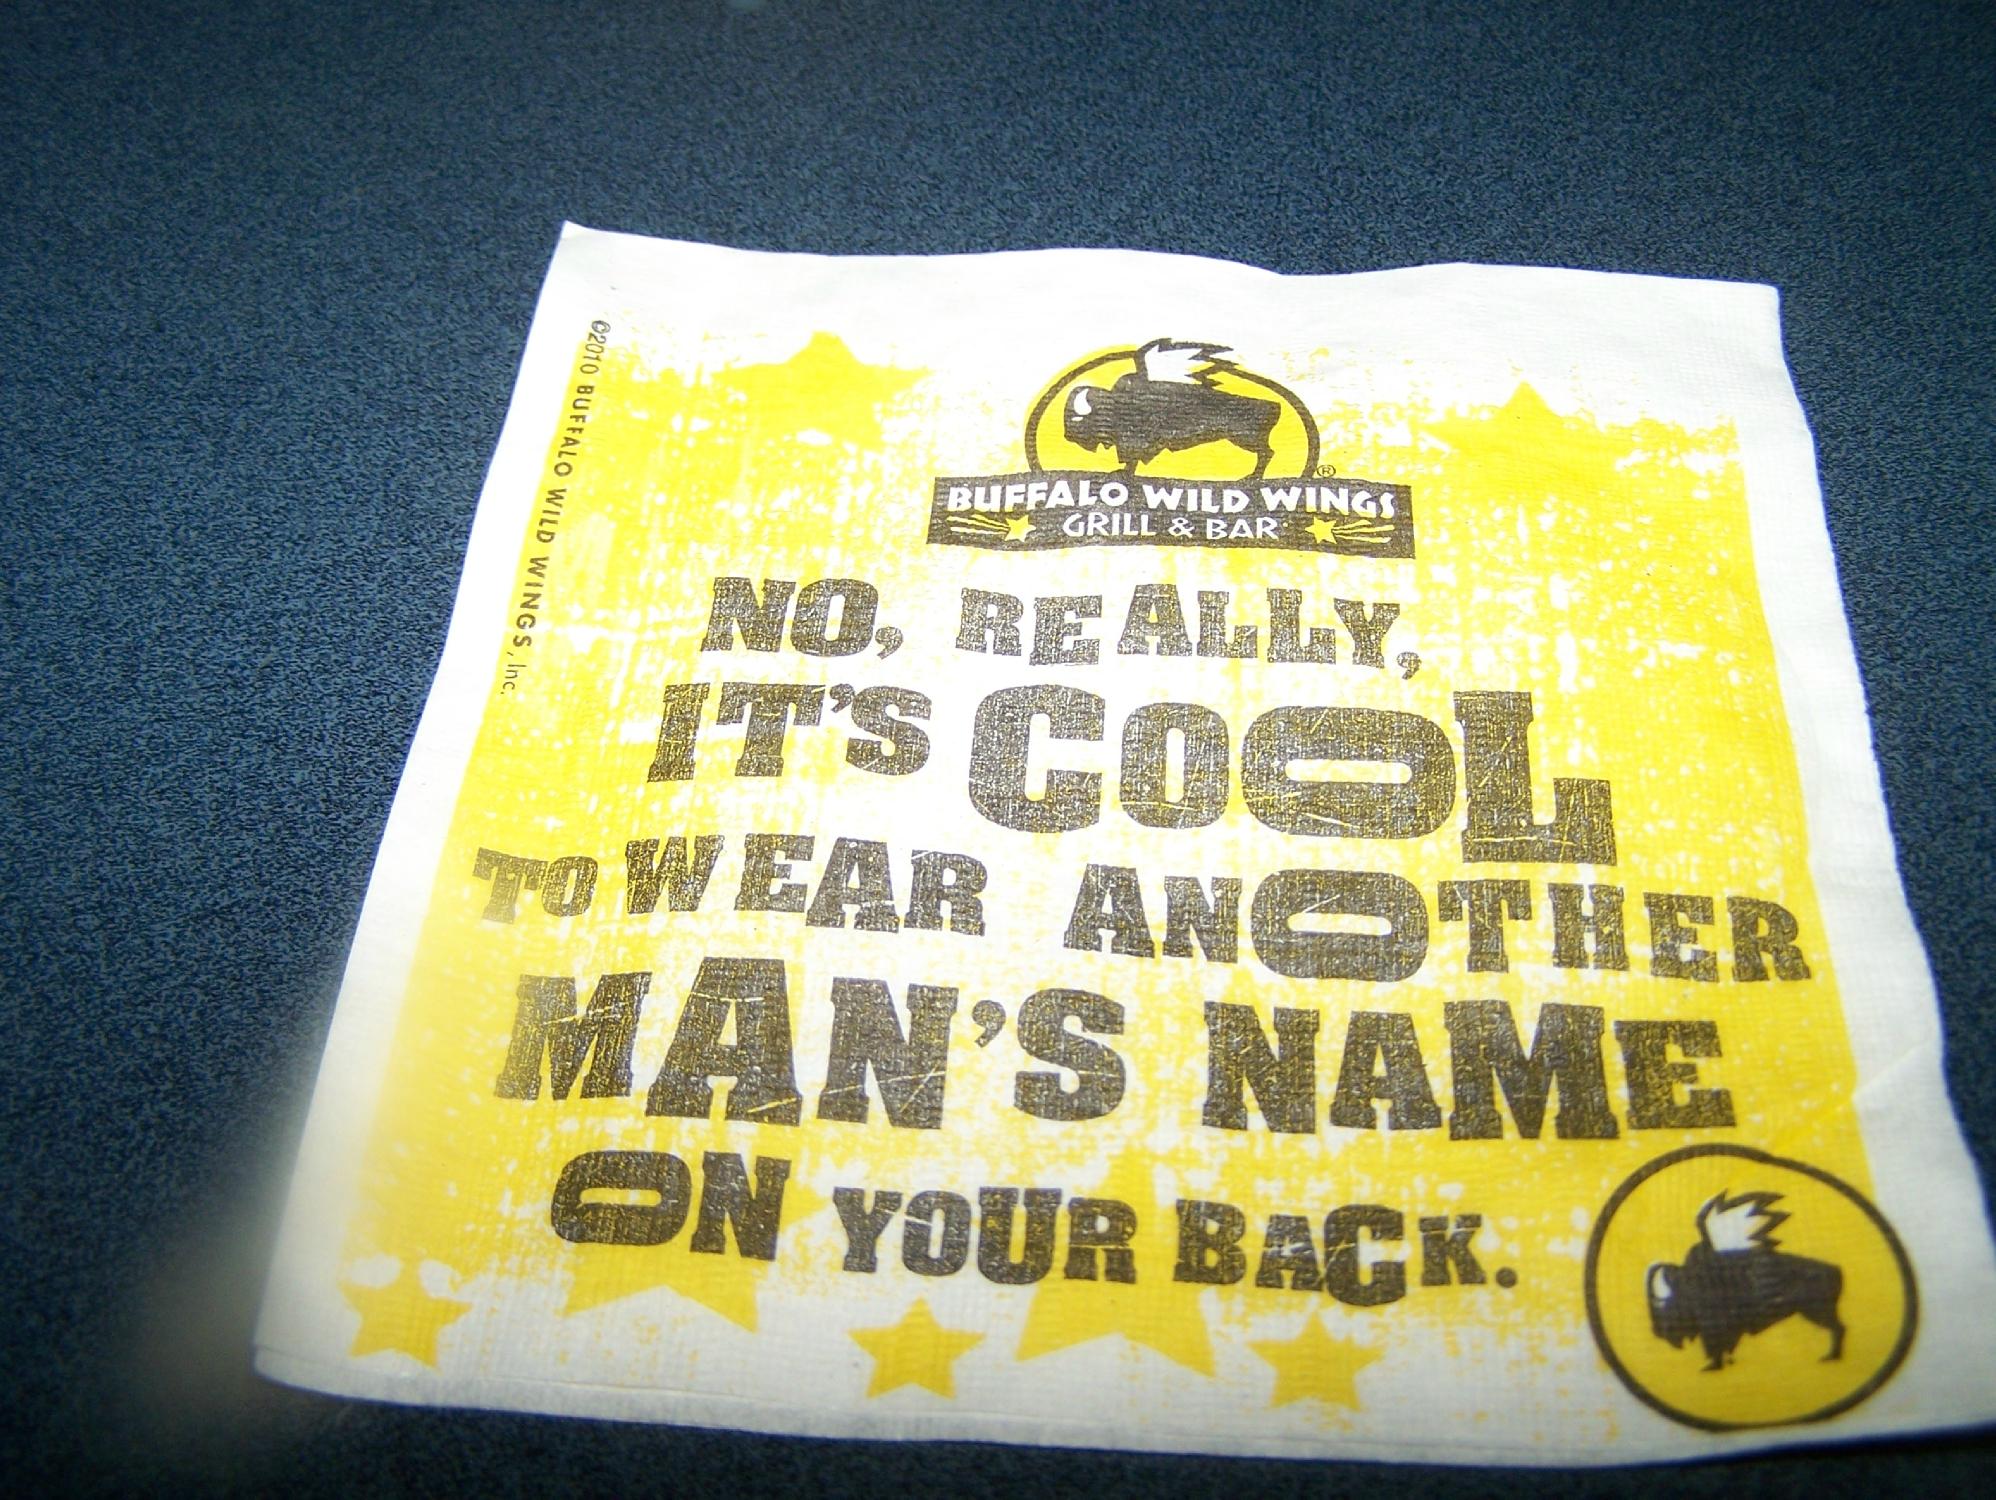 BUFFALO WILD WINGS
®
GRILL & BAR
NO, REALLY,
IT'S COOL
TO WEAR ANOTHER
MAN'S NAME
ON YOUR BACK.
©2010 BUFFALO WILD WINGS, Inc.